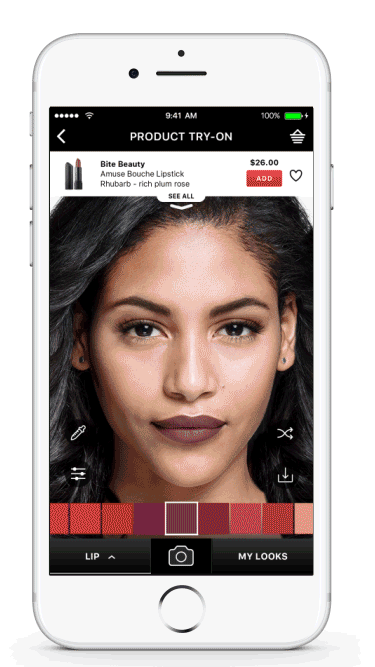 9:41 AM
100%
PRODUCT TRY-ON
Bite Beauty
$26.00
Amuse Bouche Lipstick
ADD
Rhubarb - rich plum rose
SEE ALL
LIP
MY LOOKS